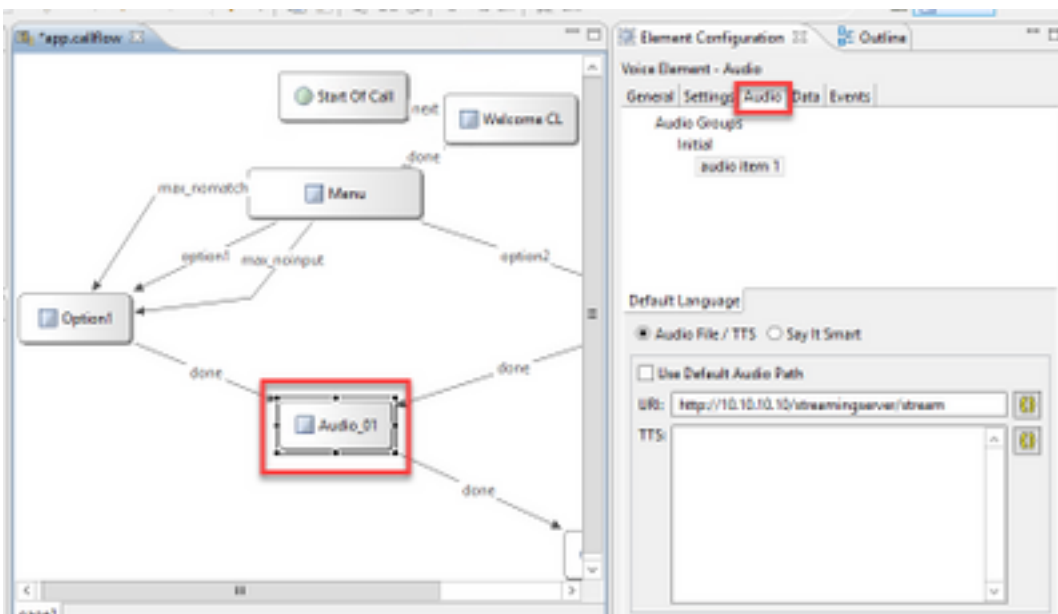 *app.callflow
Start Of Call
next
Welcome CL
done
Menu
max_nomatch
option1
max_noinput
option2
Option1
done
done
Audio_01
done
Element Configuration
Outline
Voice Element - Audio
General Settings Audio Data Events
Audio Groups
Initial
audio item 1
Default Language
Audio File / TTS Say It Smart
Use Default Audio Path
URI: http://10.10.10.10/streamingserver/stream
TTS: